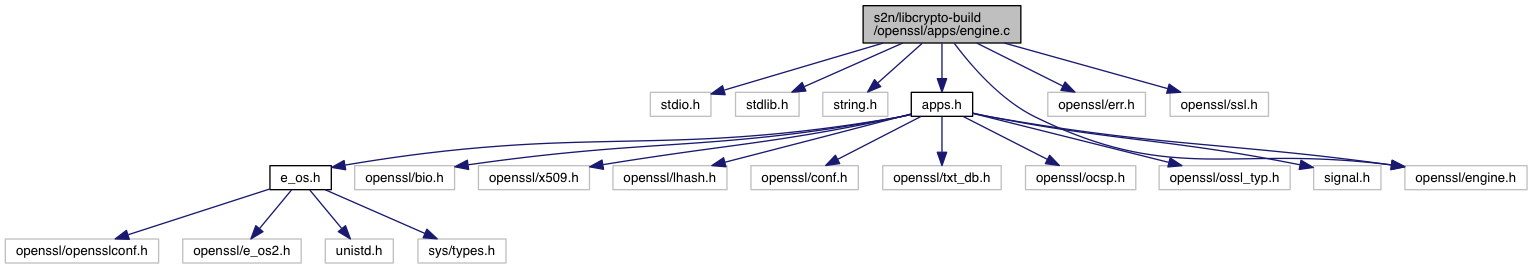 s2n/libcrypto-build
/openssl/apps/engine.c
stdio.h
stdlib.h
string.h
apps.h
openssl/err.h
openssl/ssl.h
e_os.h
openssl/bio.h
openssl/x509.h
openssl/lhash.h
openssl/conf.h
openssl/txt_db.h
openssl/ocsp.h
openssl/ossl_typ.h
signal.h
openssl/engine.h
openssl/opensslconf.h
openssl/e_os2.h
unistd.h
sys/types.h